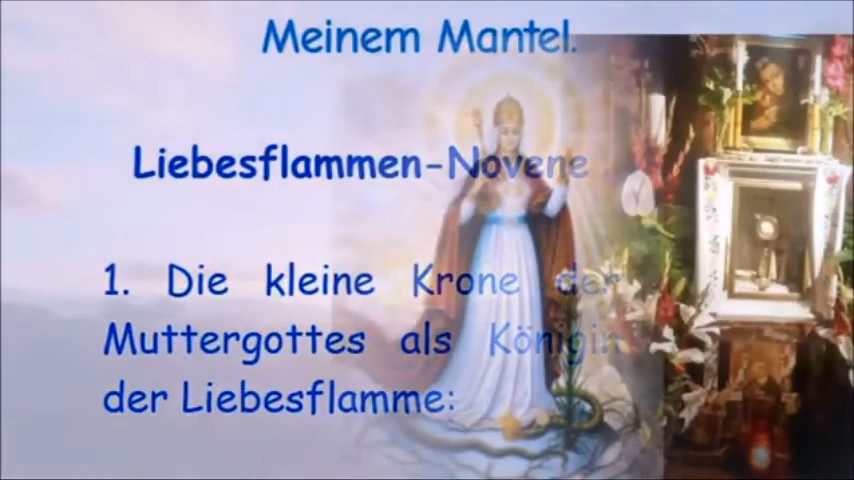 Meinem Mantel.
Liebesflammen-Novene
1. Die kleine Krone der
Muttergottes als Königin
der Liebesflamme: